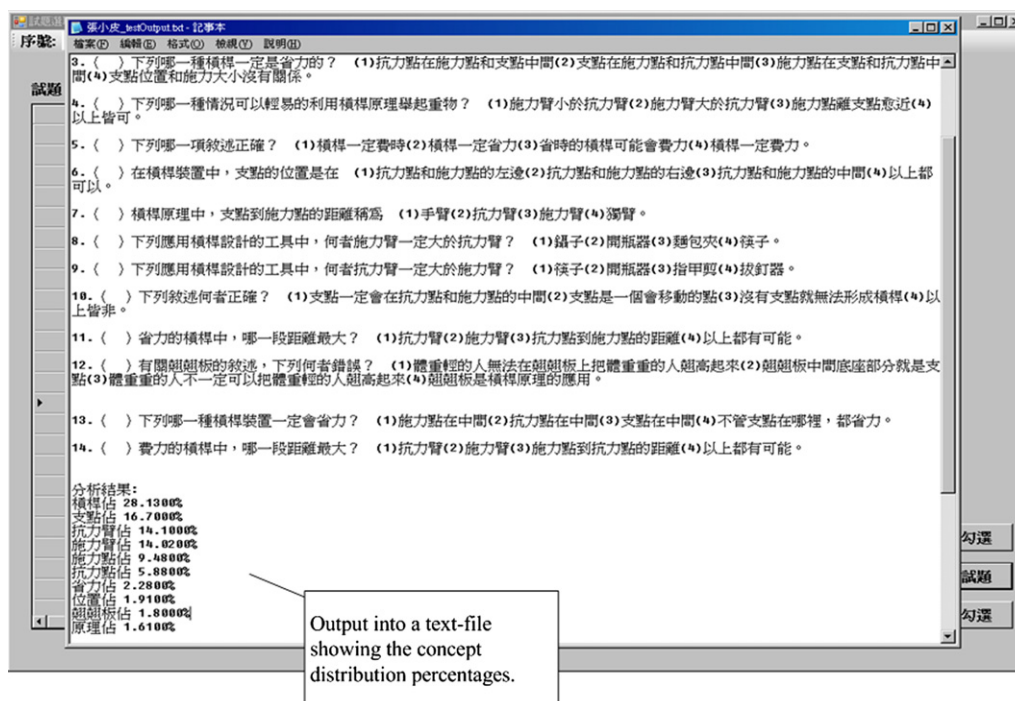 試題選
張小皮_testOutput.txt - 記事本
序號:
檔案(F) 編輯(E) 格式(O) 檢視(V) 說明(H)
試題
3.（ ）下列哪一種槓桿一定是省力的？ (1)抗力點在施力點和支點中間(2)支點在施力點和抗力點中間(3)施力點在支點和抗力點中
間(4)支點位置和施力大小沒有關係。
4.（ ）下列哪一種情況可以輕易的利用槓桿原理舉起重物？ (1)施力臂小於抗力臂(2)施力臂大於抗力臂(3)施力點離支點愈近(4)
以上皆可。
5.（ ）下列哪一項敘述正確？ (1)槓桿一定費時(2)槓桿一定省力(3)省時的槓桿可能會費力(4)槓桿一定費力。
6.（ ）在槓桿裝置中，支點的位置是在 (1)抗力點和施力點的左邊(2)抗力點和施力點的右邊(3)抗力點和施力點的中間(4)以上都
可以。
7.（ ）槓桿原理中，支點到施力點的距離稱為 (1)手臂(2)抗力臂(3)施力臂(4)獨臂。
8.（ ）下列應用槓桿設計的工具中，何者施力臂一定大於抗力臂？ (1)鑷子(2)開瓶器(3)麵包夾(4)筷子。
9.（ ）下列應用槓桿設計的工具中，何者抗力臂一定大於施力臂？ (1)筷子(2)開瓶器(3)指甲剪(4)拔釘器。
10.（ ）下列敘述何者正確？ (1)支點一定會在抗力點和施力點的中間(2)支點是一個會移動的點(3)沒有支點就無法形成槓桿(4)以
上皆非。
11.（ ）省力的槓桿中，哪一段距離最大？ (1)抗力臂(2)施力臂(3)抗力點到施力點的距離(4)以上都有可能。
12.（ ）有關翹翹板的敘述，下列何者錯誤？ (1)體重輕的人無法在翹翹板上把體重重的人翹高起來(2)翹翹板中間底座部分就是支
點(3)體重重的人不一定可以把體重輕的人翹高起來(4)翹翹板是槓桿原理的應用。
13.（ ）下列哪一種槓桿裝置一定會省力？ (1)施力點在中間(2)抗力點在中間(3)支點在中間(4)不管支點在哪裡，都省力。
14.（ ）費力的槓桿中，哪一段距離最大？ (1)抗力臂(2)施力臂(3)施力點到抗力點的距離(4)以上都有可能。
分析結果:
槓桿佔 28.1300%
支點佔 16.7000%
抗力臂佔 14.1000%
施力臂佔 14.0200%
施力點佔 9.4800%
抗力點佔 5.8800%
省力佔 2.2800%
位置佔 1.9100%
翹翹板佔 1.8000%
原理佔 1.6100%
勾選
試題
勾選
Output into a text-file
showing the concept
distribution percentages.